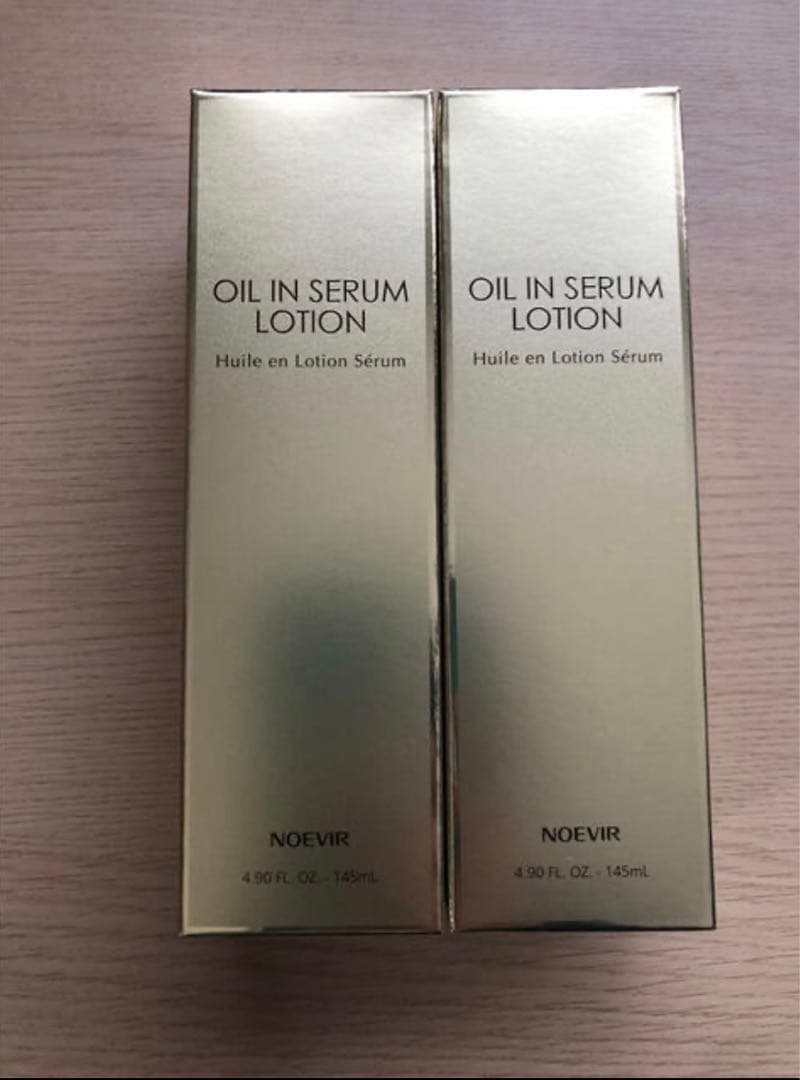 OIL IN SERUM
LOTION
Huile en Lotion Sérum
NOEVIR
4.90 FL. OZ. - 145mL
OIL IN SERUM
LOTION
Huile en Lotion Sérum
NOEVIR
4.90 FL. OZ. - 145mL